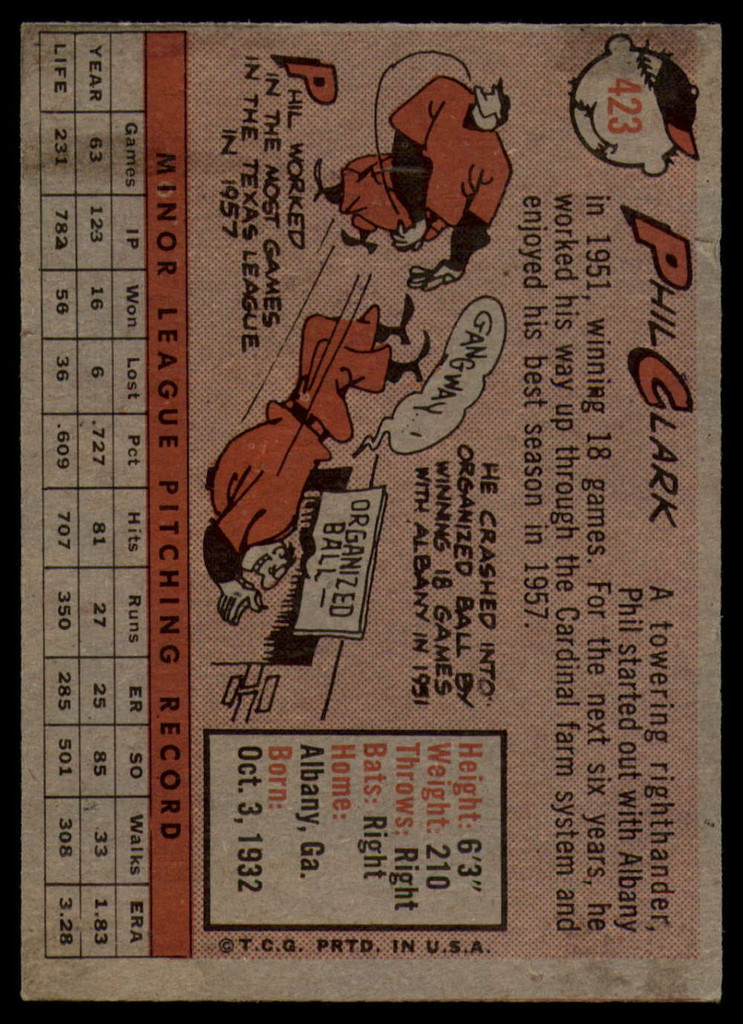 423
PHIL CLARK
A towering righthander,
Phil started out with Albany
in 1951, winning 18 games. For the next six years, he
worked his way up through the Cardinal farm system and
enjoyed his best season in 1957.
PHIL WORKED
IN THE MOST GAMES
IN THE TEXAS LEAGUE
IN 1957
GANGWAY...
HE CRASHED INTO
ORGANIZED BALL BY
WINNING 18 GAMES
WITH ALBANY IN 1951
ORGANIZED
BALL—
Height: 6'3"
Weight: 210
Throws: Right
Bats: Right
Home:
Albany, Ga.
Born:
Oct. 3, 1932
©T.C.G. PRTD. IN U.S.A.
MINOR LEAGUE PITCHING RECORD
Games IP Won Lost Pct Hits Runs ER SO Walks ERA
YEAR 63 123 16 6 .727 81 27 25 85 33 1.83
LIFE 231 782 56 36 .609 707 350 285 501 308 3.28